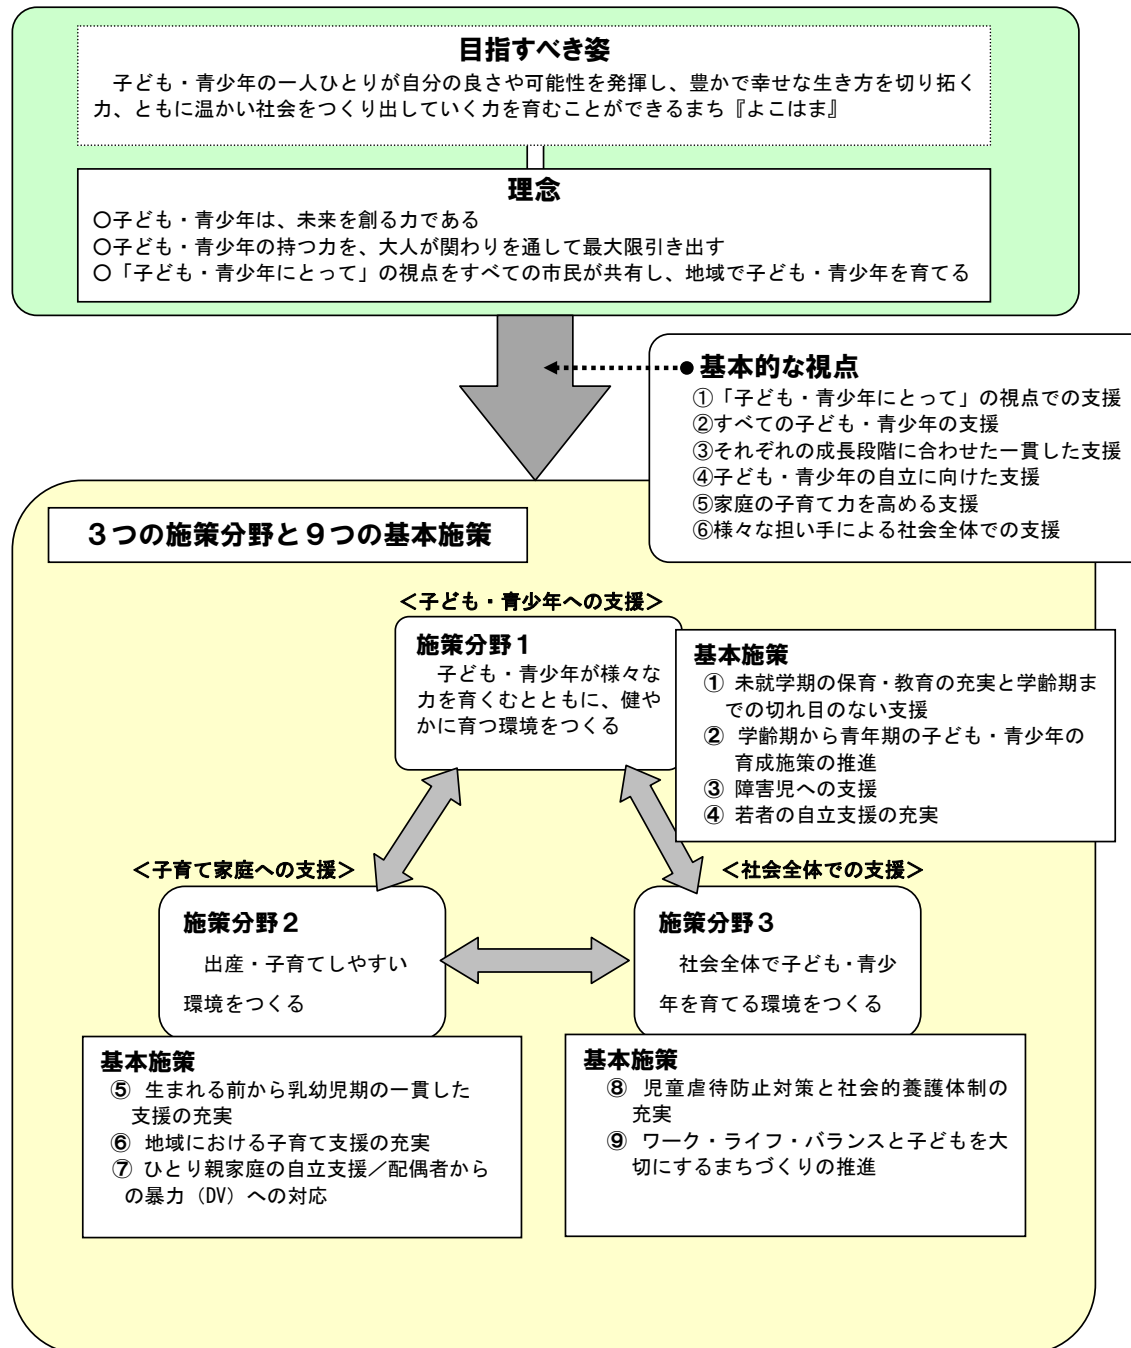 目指すべき姿
子ども・青少年の一人ひとりが自分の良さや可能性を発揮し、豊かで幸せな生き方を切り拓く
力、ともに温かい社会をつくり出していく力を育むことができるまち『よこはま』
理念
○子ども・青少年は、未来を創る力である
○子ども・青少年の持つ力を、大人が関わりを通して最大限引き出す
○「子ども・青少年にとって」の視点をすべての市民が共有し、地域で子ども・青少年を育てる
●基本的な視点
①「子ども・青少年にとって」の視点での支援
②すべての子ども・青少年の支援
③それぞれの成長段階に合わせた一貫した支援
④子ども・青少年の自立に向けた支援
⑤家庭の子育て力を高める支援
⑥様々な担い手による社会全体での支援
３つの施策分野と９つの基本施策
＜子ども・青少年への支援＞
施策分野１
子ども・青少年が様々な
力を育くむとともに、健や
かに育つ環境をつくる
基本施策
① 未就学期の保育・教育の充実と学齢期ま
での切れ目のない支援
② 学齢期から青年期の子ども・青少年の
育成施策の推進
③ 障害児への支援
④ 若者の自立支援の充実
＜子育て家庭への支援＞
施策分野２
出産・子育てしやすい
環境をつくる
基本施策
⑤ 生まれる前から乳幼児期の一貫した
支援の充実
⑥ 地域における子育て支援の充実
⑦ ひとり親家庭の自立支援／配偶者から
の暴力（DV）への対応
＜社会全体での支援＞
施策分野３
社会全体で子ども・青少
年を育てる環境をつくる
基本施策
⑧ 児童虐待防止対策と社会的養護体制の
充実
⑨ ワーク・ライフ・バランスと子どもを大
切にするまちづくりの推進